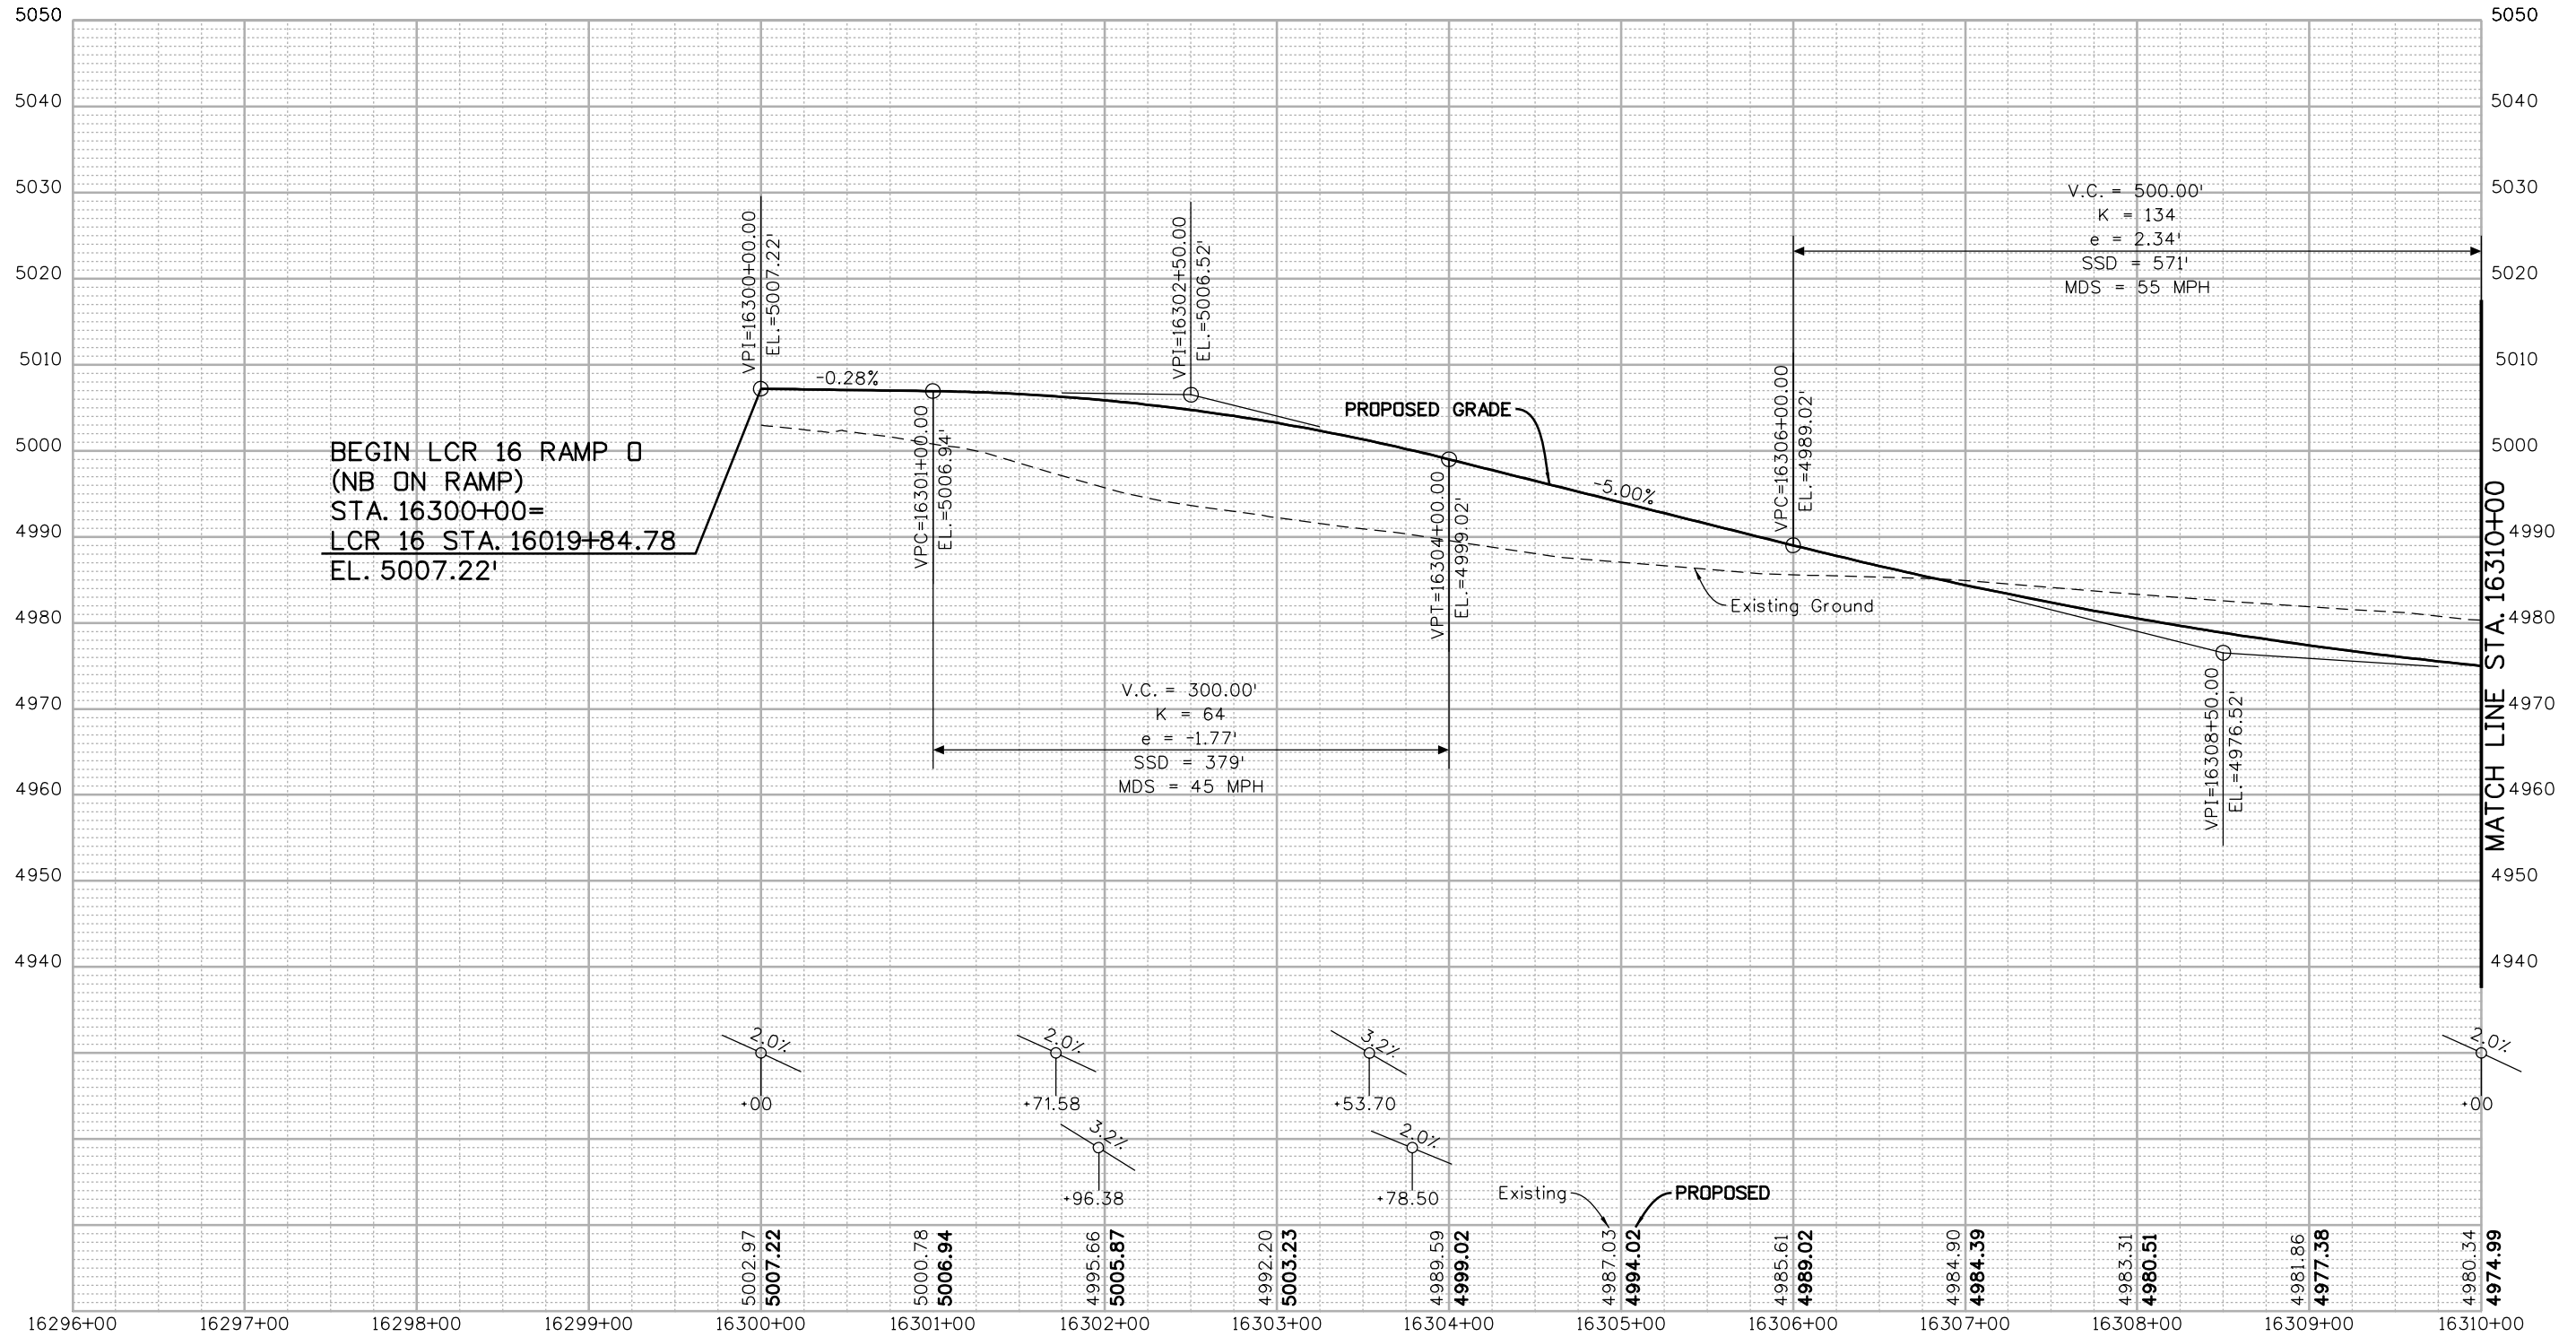 5050
5040
5030
5020
5010
5000
4990
4980
4970
4960
4950
4940
5050
5040
5030
5020
5010
5000
4990
4980
4970
4960
4950
4940
BEGIN LCR 16 RAMP O
(NB ON RAMP)
STA. 16300+00=
LCR 16 STA. 16019+84.78
EL. 5007.22'
VPI=16300+00.00
EL.=5007.22'
-0.28%
VPC=16301+00.00
EL.=5006.94'
VPI=16302+50.00
EL.=5006.52'
PROPOSED GRADE
VPT=16304+00.00
EL.=4999.02'
-5.00%
Existing Ground
VPC=16306+00.00
EL.=4989.02'
V.C. = 500.00'
K = 134
e = 2.34'
SSD = 571'
MDS = 55 MPH
VPI=16308+50.00
EL.=4976.52'
MATCH LINE STA. 16310+00
V.C. = 300.00'
K = 64
e = -1.77'
SSD = 379'
MDS = 45 MPH
2.0%
+00
2.0%
+71.58
3.2%
+96.38
3.2%
+53.70
2.0%
+78.50
2.0%
+00
Existing
PROPOSED
5002.97
5007.22
5000.78
5006.94
4995.66
5005.87
4992.20
5003.23
4989.59
4999.02
4987.03
4994.02
4985.61
4989.02
4984.90
4984.39
4983.31
4980.51
4981.86
4977.38
4980.34
4974.99
16296+00 16297+00 16298+00 16299+00 16300+00 16301+00 16302+00 16303+00 16304+00 16305+00 16306+00 16307+00 16308+00 16309+00 16310+00